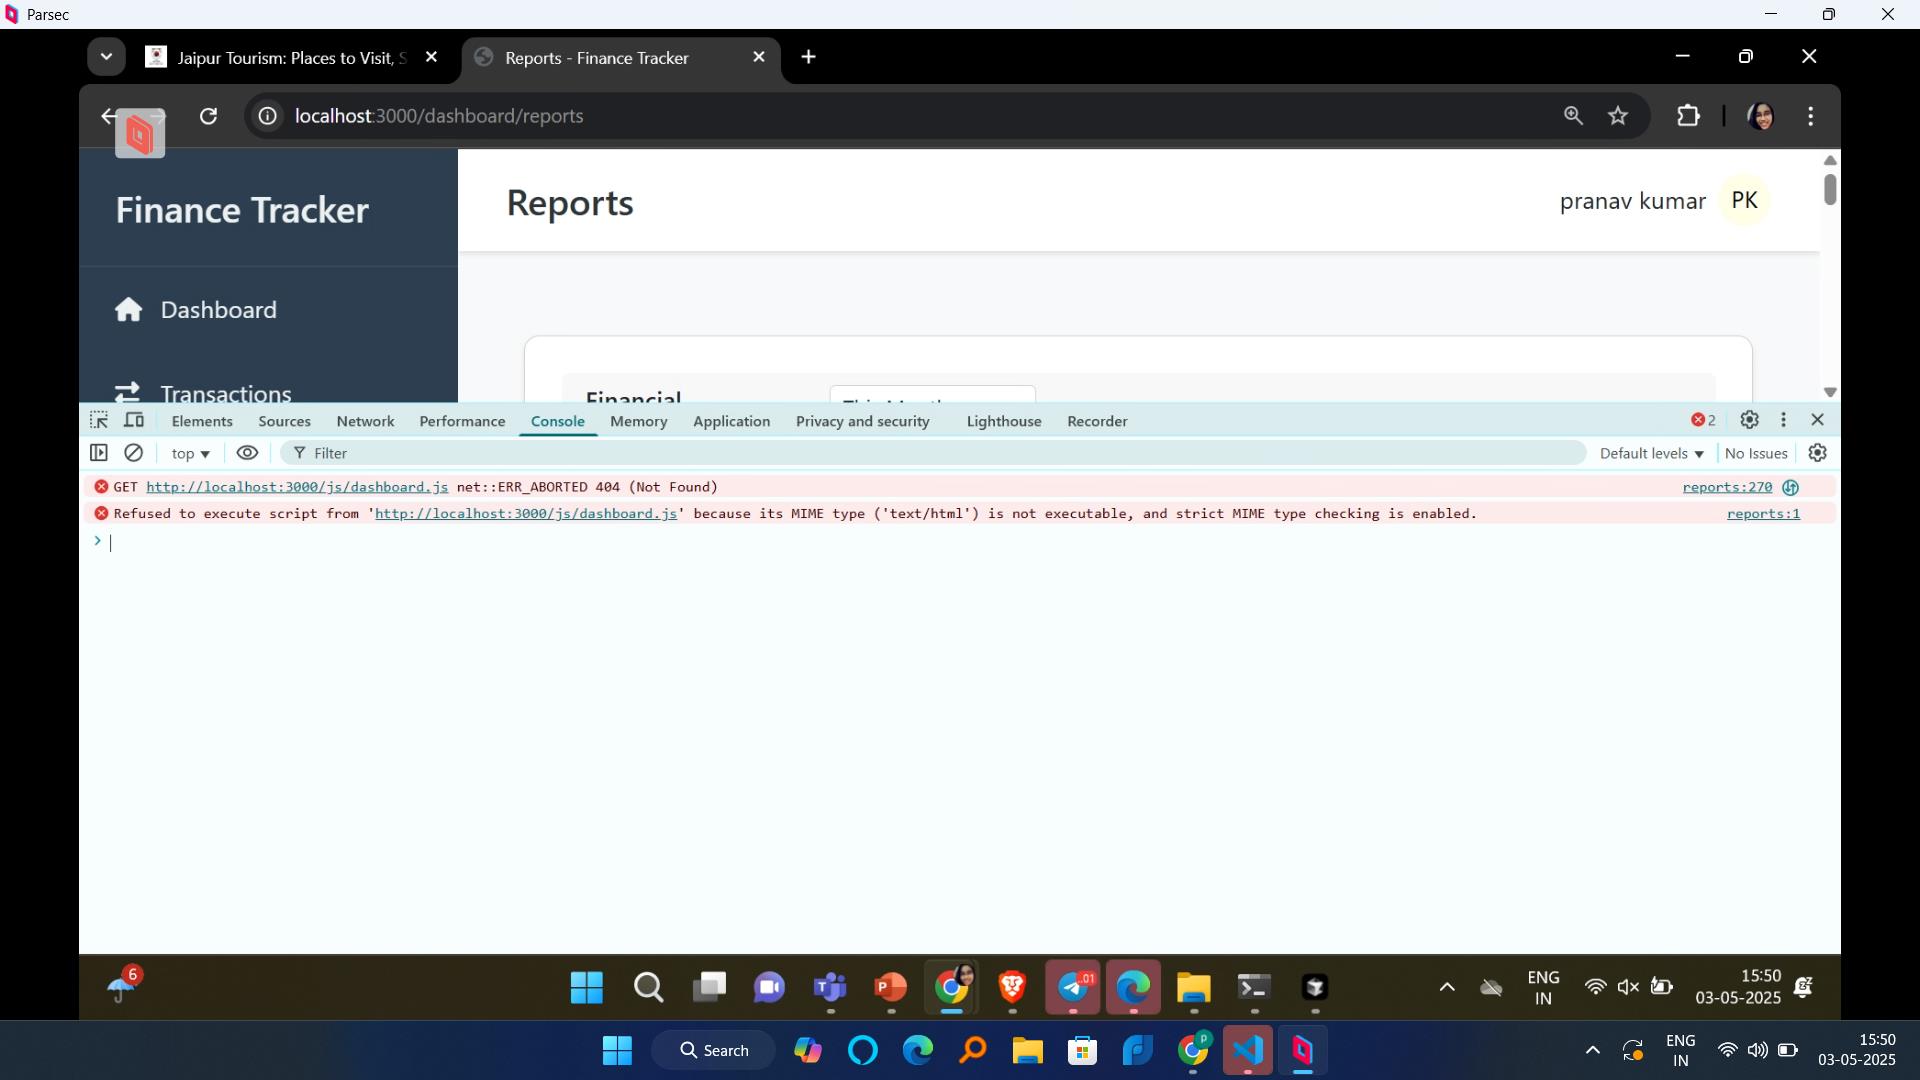 Parsec
Jaipur Tourism: Places to Visit, S
Reports - Finance Tracker
localhost:3000/dashboard/reports
Finance Tracker
Reports
pranav kumar PK
Dashboard
Transactions
Financial
This Month
Elements Sources Network Performance Console Memory Application Privacy and security Lighthouse Recorder 2
top Filter Default levels No Issues
GET http://localhost:3000/js/dashboard.js net::ERR_ABORTED 404 (Not Found) reports:270
Refused to execute script from 'http://localhost:3000/js/dashboard.js' because its MIME type ('text/html') is not executable, and strict MIME type checking is enabled. reports:1
6
.01
ENG
IN
15:50
03-05-2025
Search
P
ENG
IN
15:50
03-05-2025